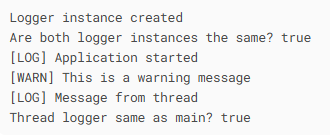 Logger instance created
Are both logger instances the same? true
[LOG] Application started
[WARN] This is a warning message
[LOG] Message from thread
Thread logger same as main? true